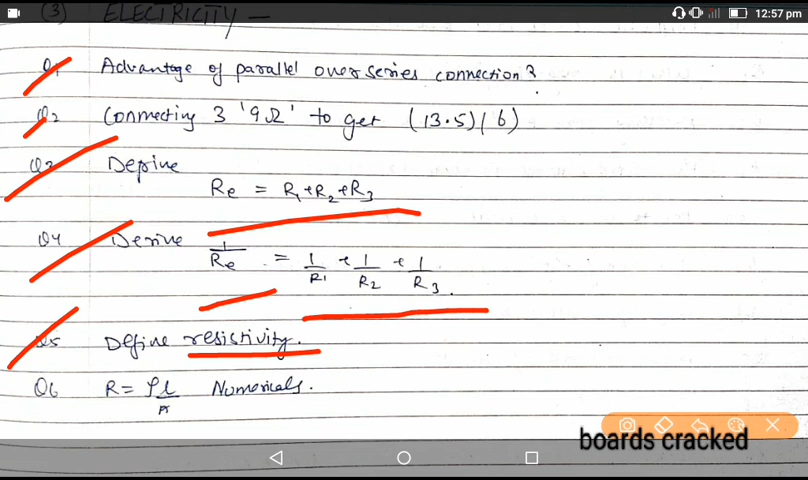 12:57 pm
(3) ELECTRICITY —
Q1 Advantage of parallel over series connection?
Q2 Connecting 3 '9Ω' to get (13.5)/6)
Q3 Derive
Re = R1+R2+R3
Q4 Derive 1/Re = 1/R1 + 1/R2 + 1/R3.
Q5 Define resistivity.
Q6 R = ρl/A Numericals.
boards cracked